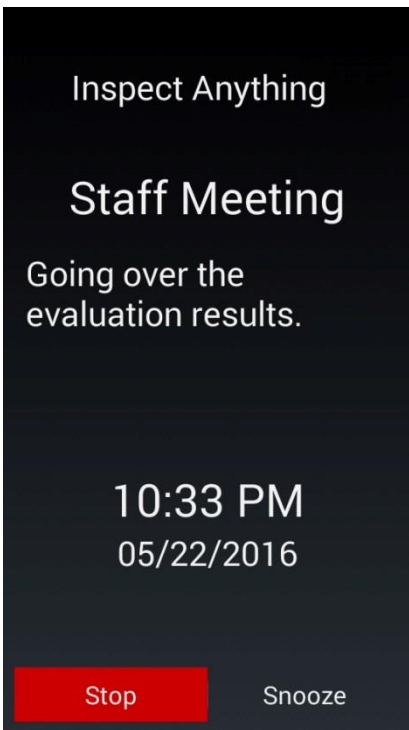 Inspect Anything
Staff Meeting
Going over the
evaluation results.
10:33 PM
05/22/2016
Stop
Snooze